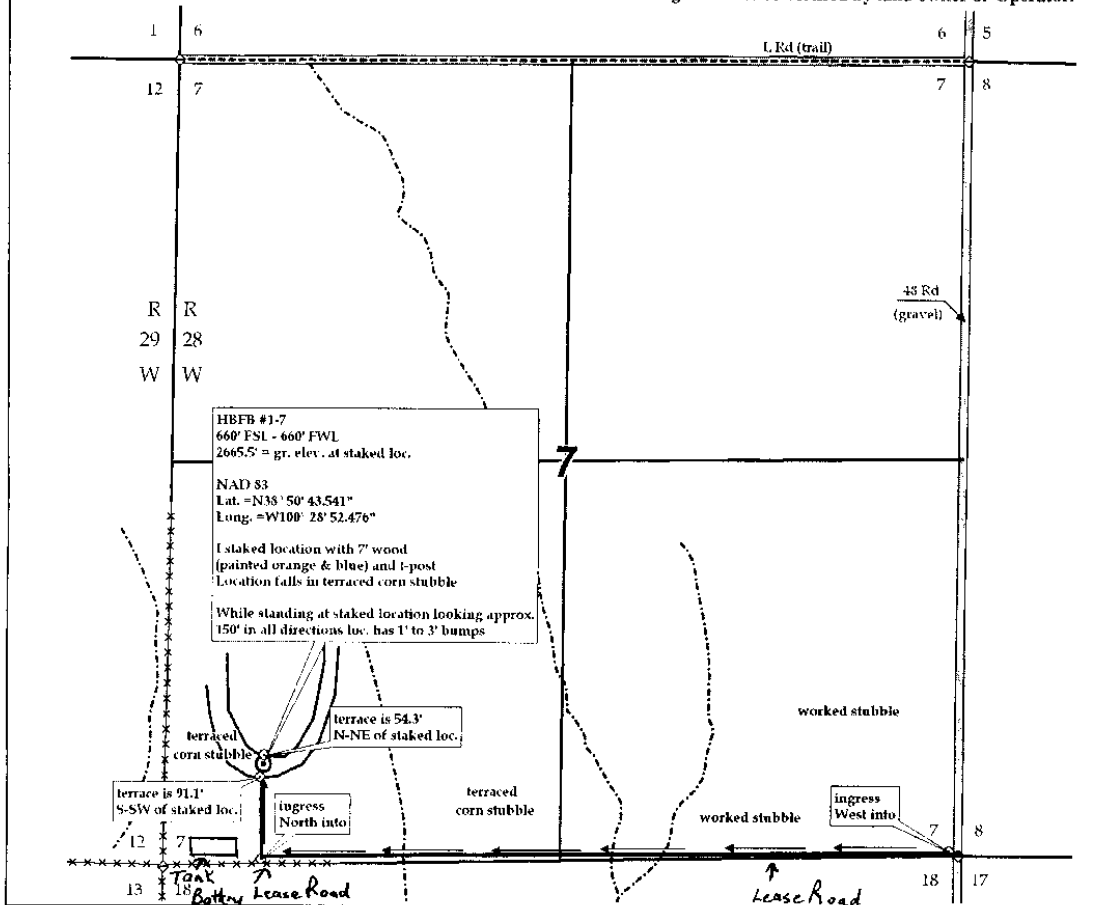 1 6
6 5
L Rd (trail)
12 7
7 8
R R
29 28
W W
48 Rd
(gravel)
HBFB #1-7
660' FSL - 660' FWL
2665.5' = gr. elev. at staked loc.
NAD 83
Lat. =N38° 50' 43.541"
Long. =W100° 28' 52.476"
I staked location with 7' wood
(painted orange & blue) and t-post
Location falls in terraced corn stubble
While standing at staked location looking approx.
150' in all directions loc. has 1' to 3' bumps
7
terrace is 54.3'
N-NE of staked loc.
worked stubble
terraced
corn stubble
terrace is 91.1'
S-SW of staked loc.
ingress
North into
terraced
corn stubble
worked stubble
ingress
West into
12 7
7 8
13 18
18 17
Tank
Battery
Lease Road
Lease Road